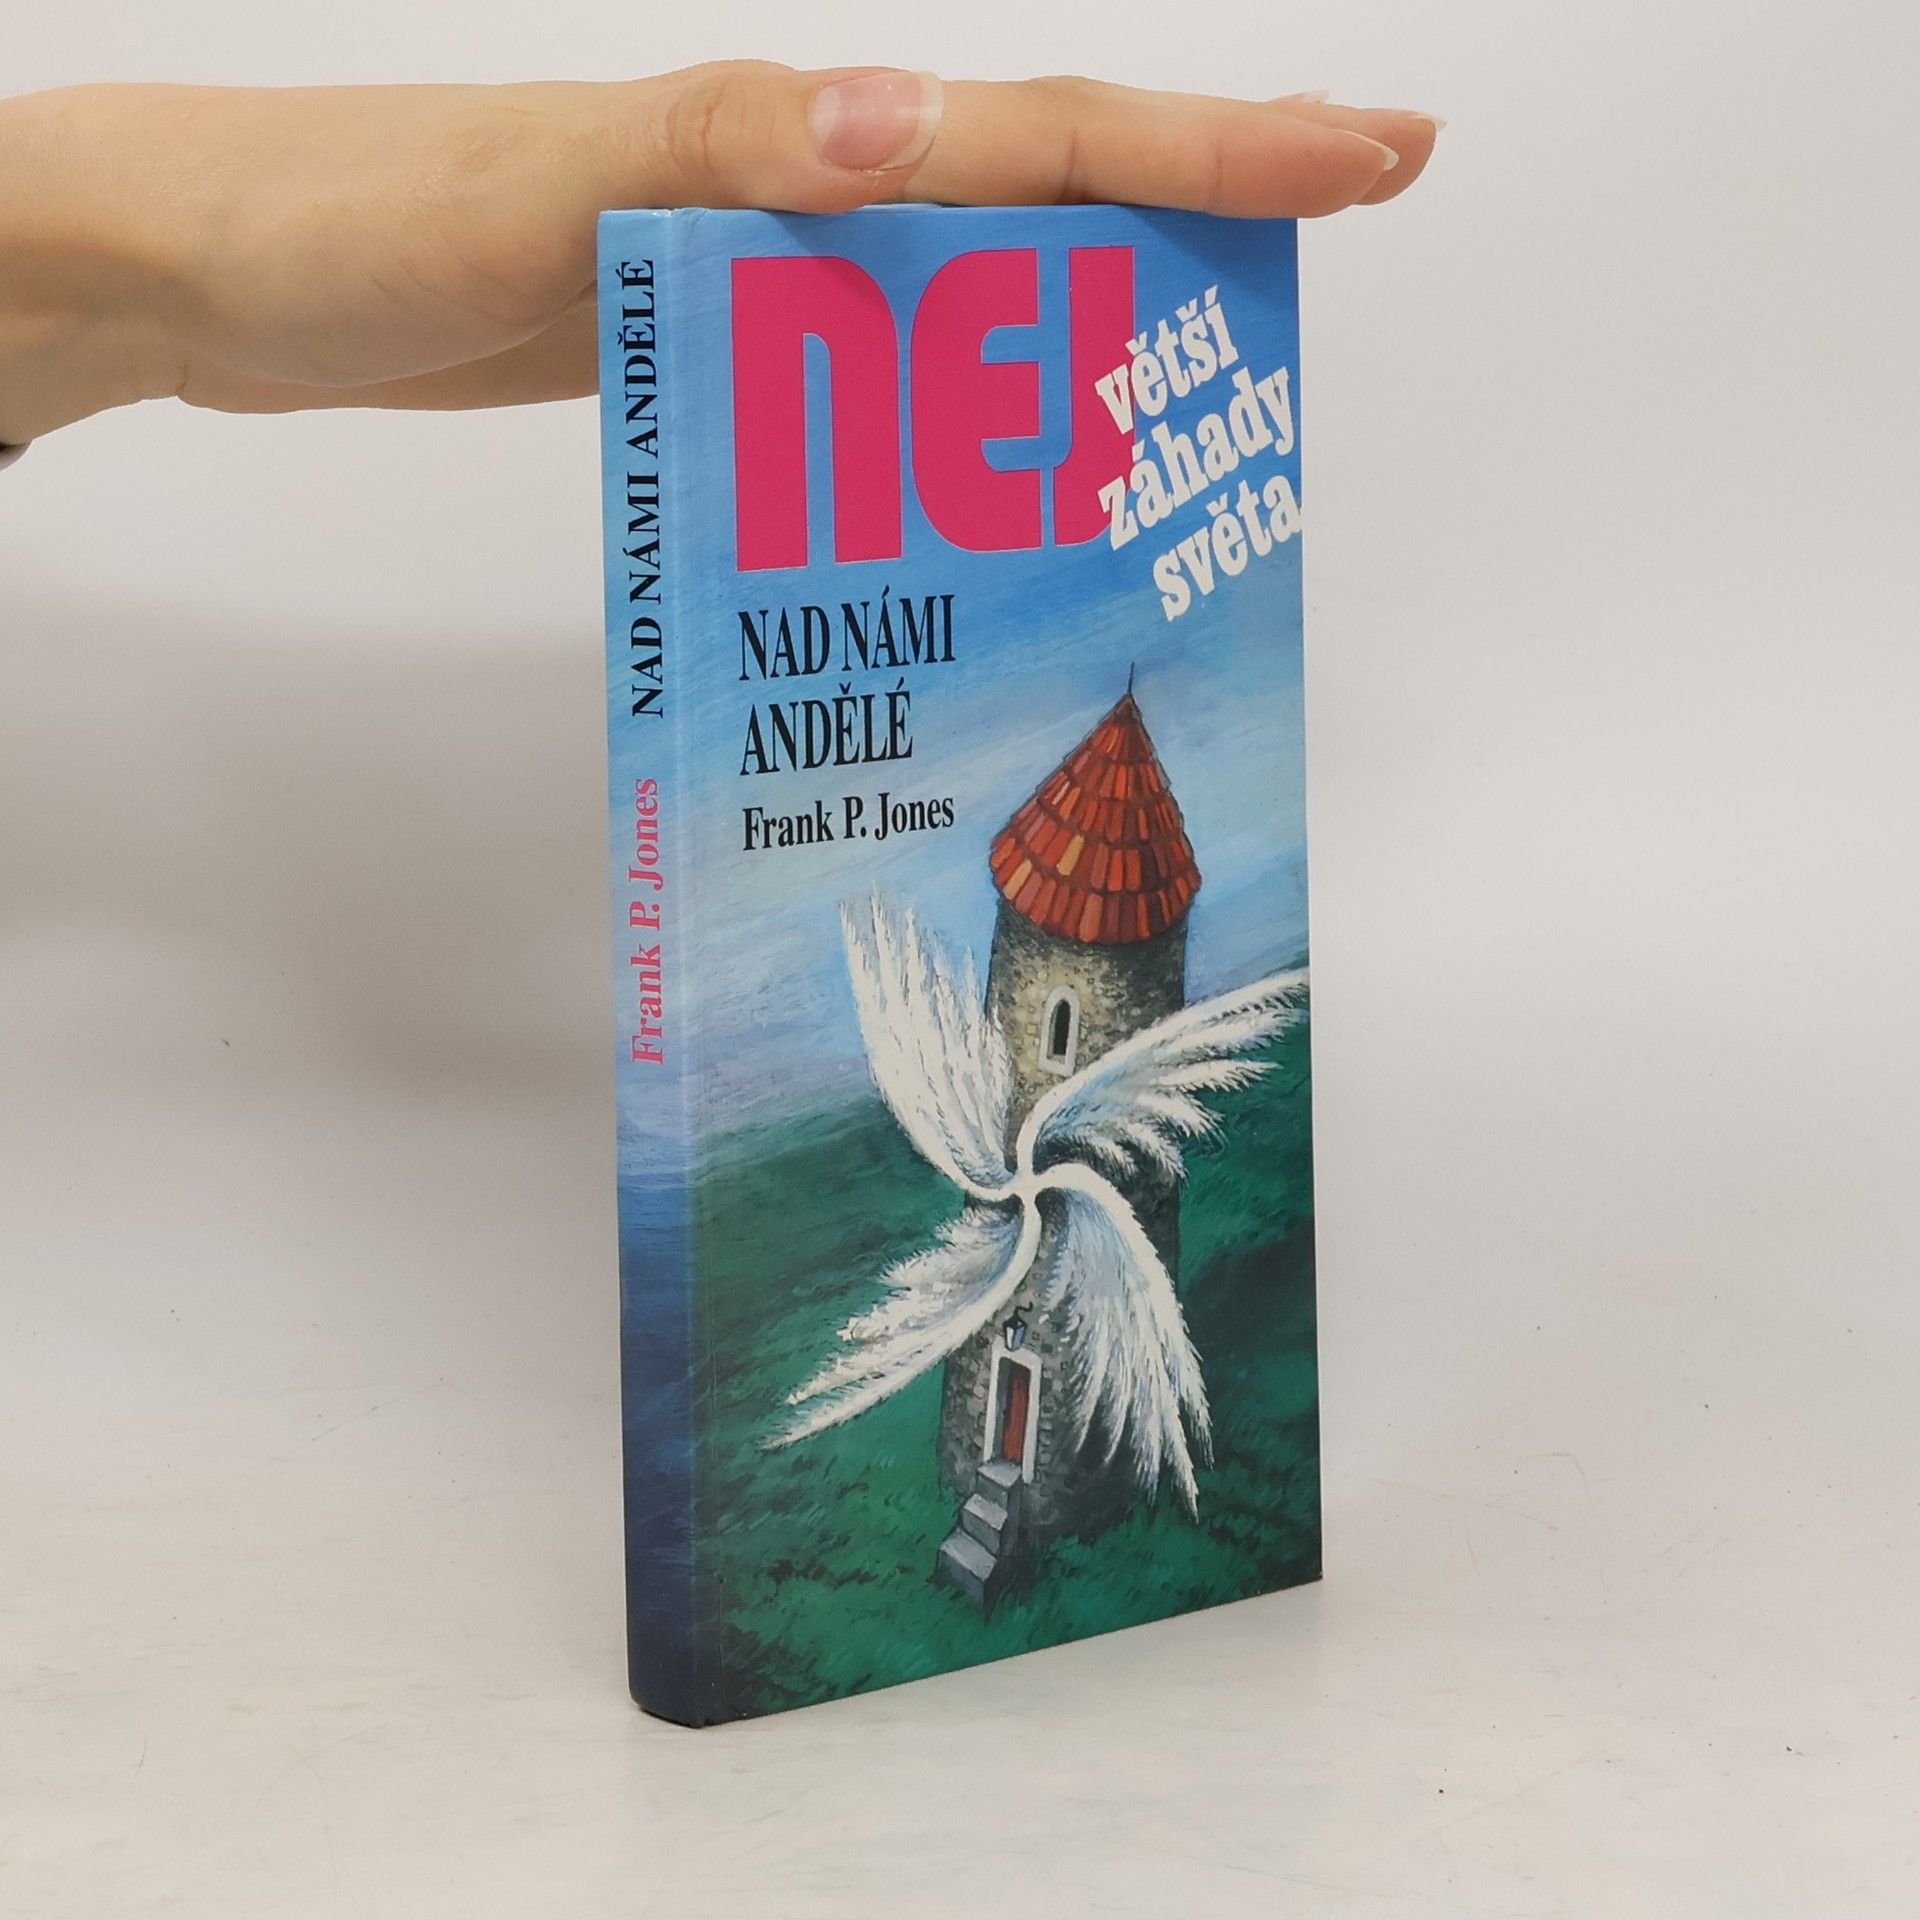 NEJ
větší
záhady
světa
NAD NÁMI
ANDĚLÉ
Frank P. Jones
Frank P. Jones NAD NÁMI ANDĚLÉ